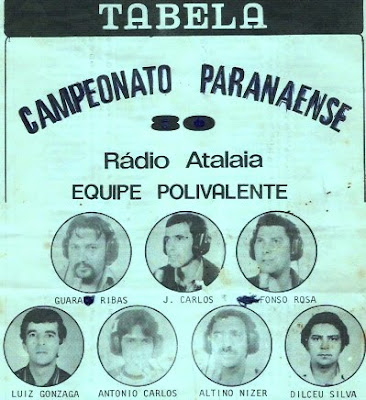 TABELA
CAMPEONATO PARANAENSE
80
Rádio Atalaia
EQUIPE POLIVALENTE
RIBAS J. CARLOS ROSA
LUIZ GONZAGA ANTONIO CARLOS ALTINO NIZER DILCEU SILVA